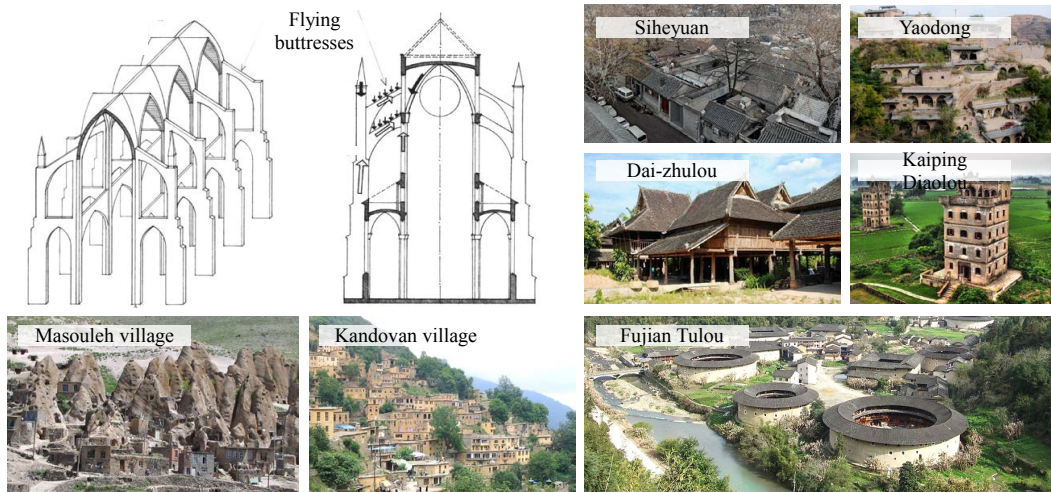 Flying
buttresses
Siheyuan
Yaodong
Dai-zhulou
Kaiping
Diaolou
Masouleh village
Kandovan village
Fujian Tulou